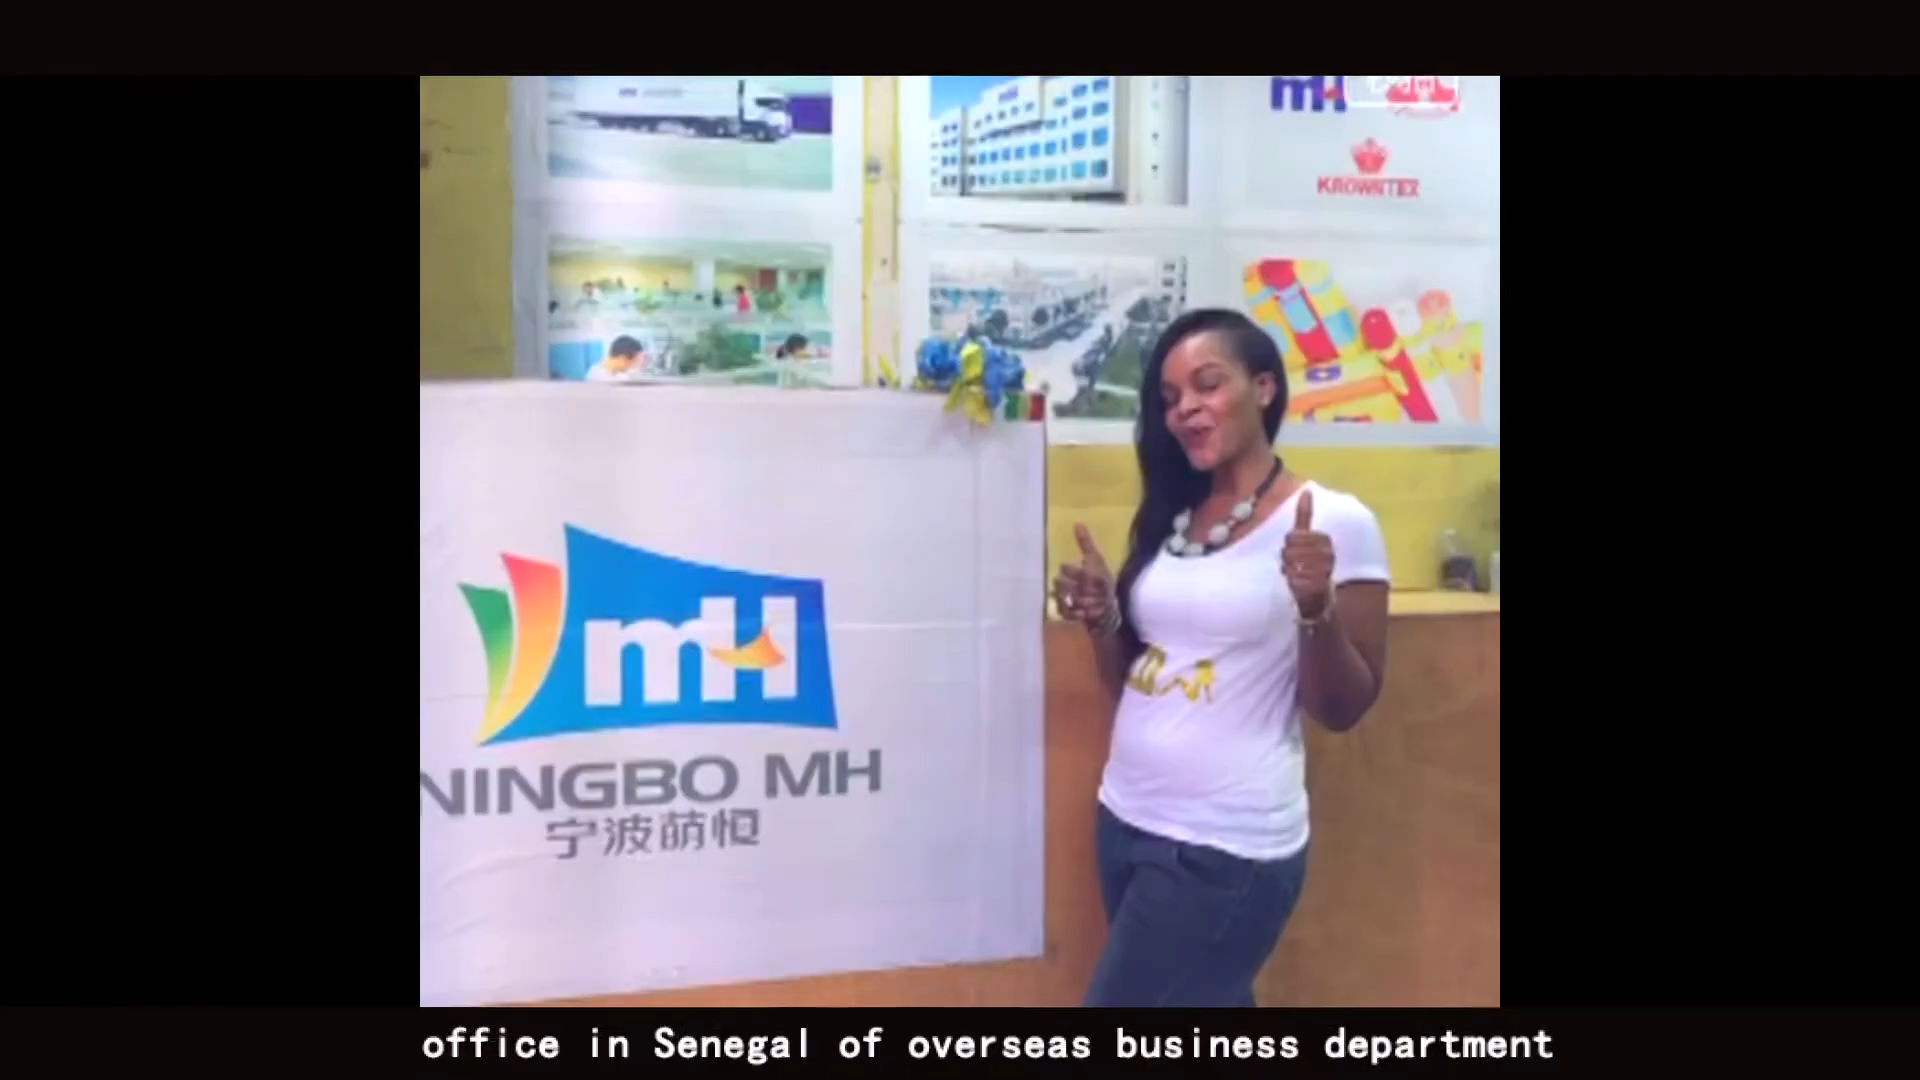 mH
KROWNTEX
mH
NINGBO MH
宁波萌恒
office in Senegal of overseas business department